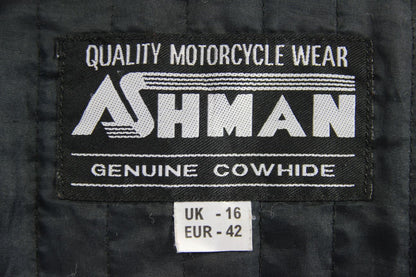 QUALITY MOTORCYCLE WEAR
ASHMAN
GENUINE COWHIDE
UK - 16
EUR - 42